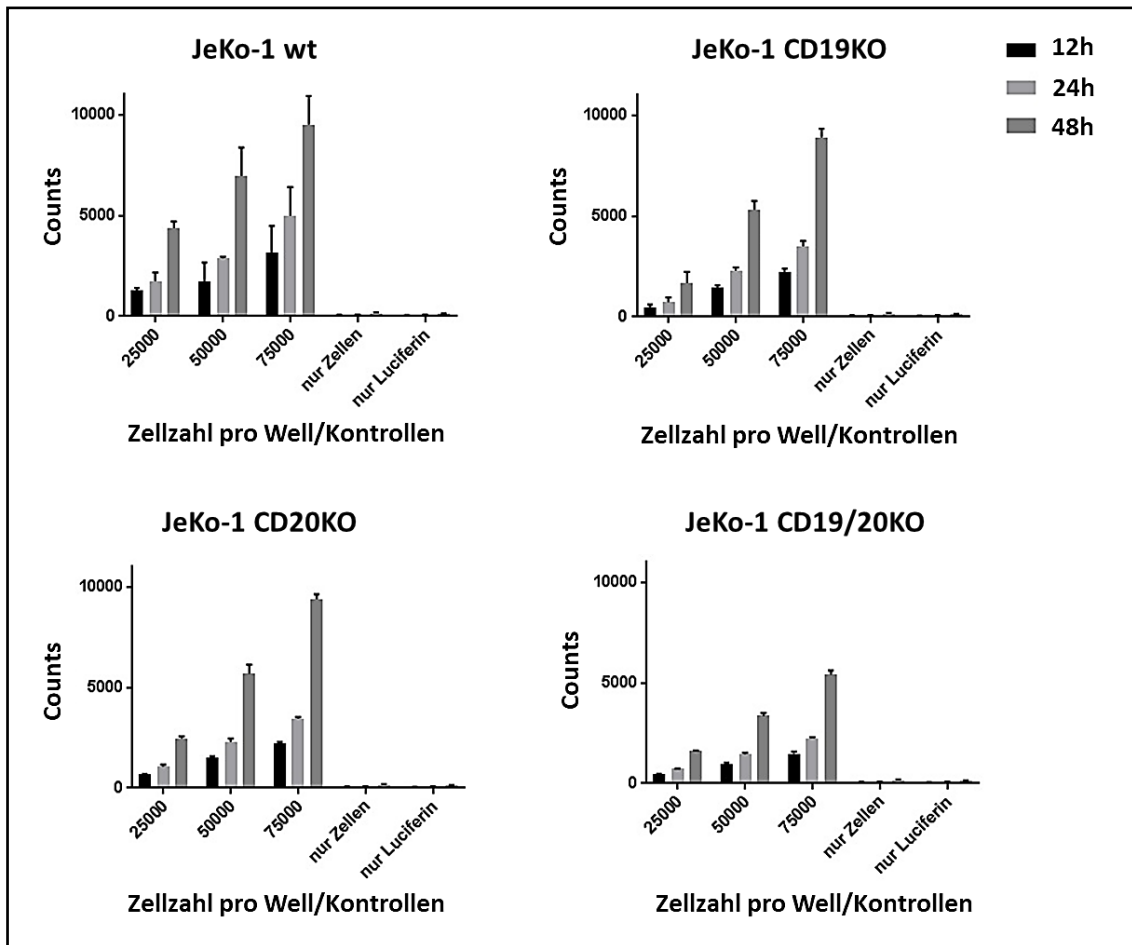 JeKo-1 wt
10000
5000
0
Counts
25000
50000
75000
nur Zellen
nur Luciferin
Zellzahl pro Well/Kontrollen
JeKo-1 CD19KO
10000
5000
0
Counts
25000
50000
75000
nur Zellen
nur Luciferin
Zellzahl pro Well/Kontrollen
12h
24h
48h
JeKo-1 CD20KO
10000
5000
0
Counts
25000
50000
75000
nur Zellen
nur Luciferin
Zellzahl pro Well/Kontrollen
JeKo-1 CD19/20KO
10000
5000
0
Counts
25000
50000
75000
nur Zellen
nur Luciferin
Zellzahl pro Well/Kontrollen